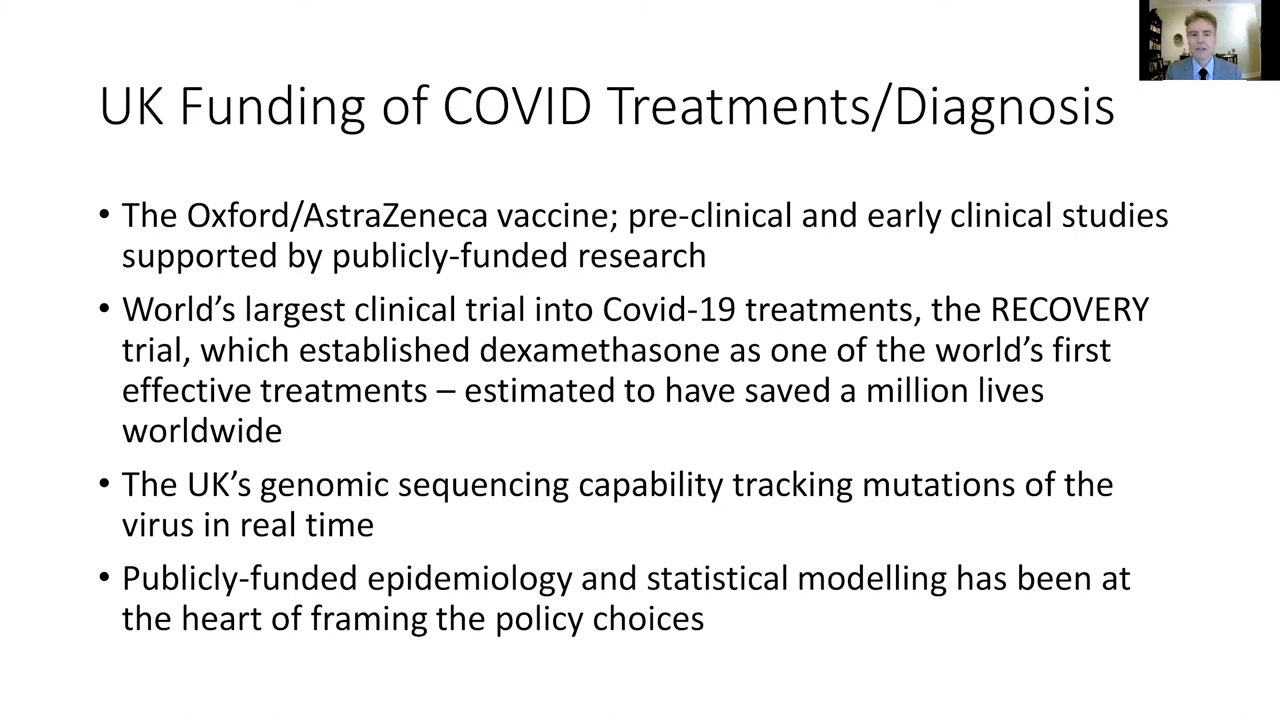 UK Funding of COVID Treatments/Diagnosis
• The Oxford/AstraZeneca vaccine; pre-clinical and early clinical studies
supported by publicly-funded research
• World’s largest clinical trial into Covid-19 treatments, the RECOVERY
trial, which established dexamethasone as one of the world’s first
effective treatments – estimated to have saved a million lives
worldwide
• The UK’s genomic sequencing capability tracking mutations of the
virus in real time
• Publicly-funded epidemiology and statistical modelling has been at
the heart of framing the policy choices